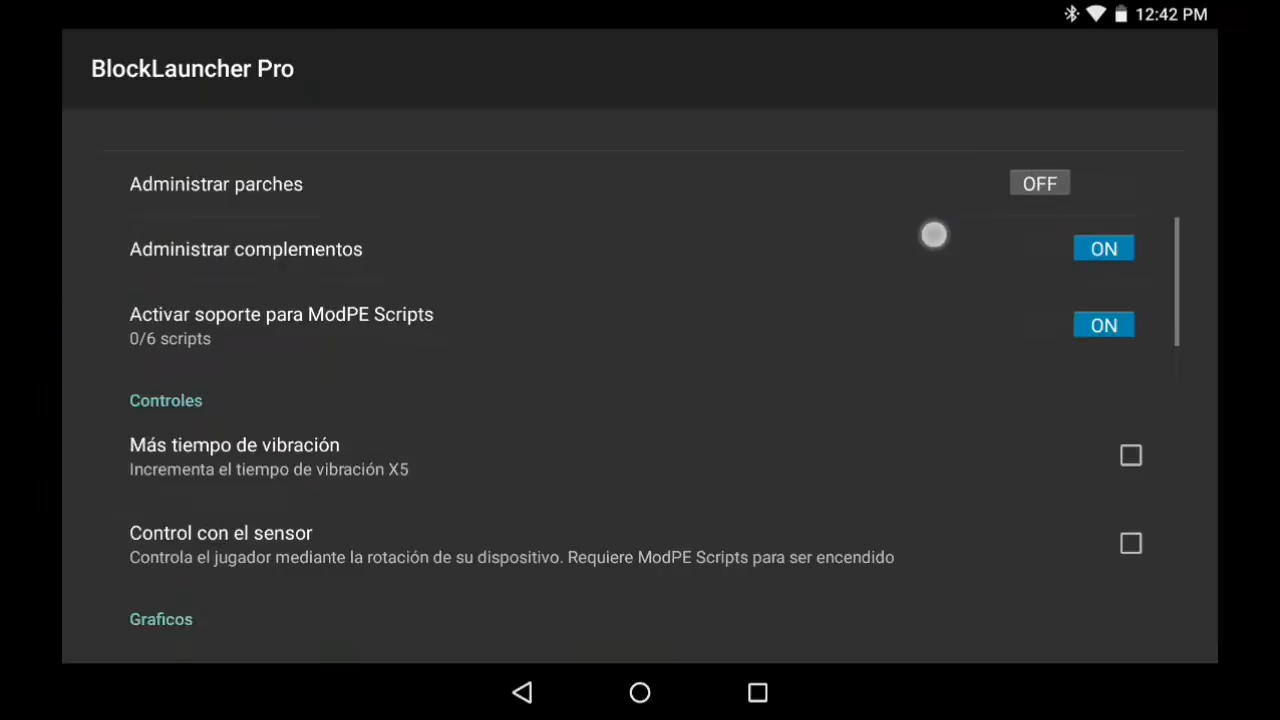 12:42 PM
BlockLauncher Pro
Administrar parches
OFF
Administrar complementos
ON
Activar soporte para ModPE Scripts
0/6 scripts
ON
Controles
Más tiempo de vibración
Incrementa el tiempo de vibración X5
Control con el sensor
Controla el jugador mediante la rotación de su dispositivo. Requiere ModPE Scripts para ser encendido
Graficos